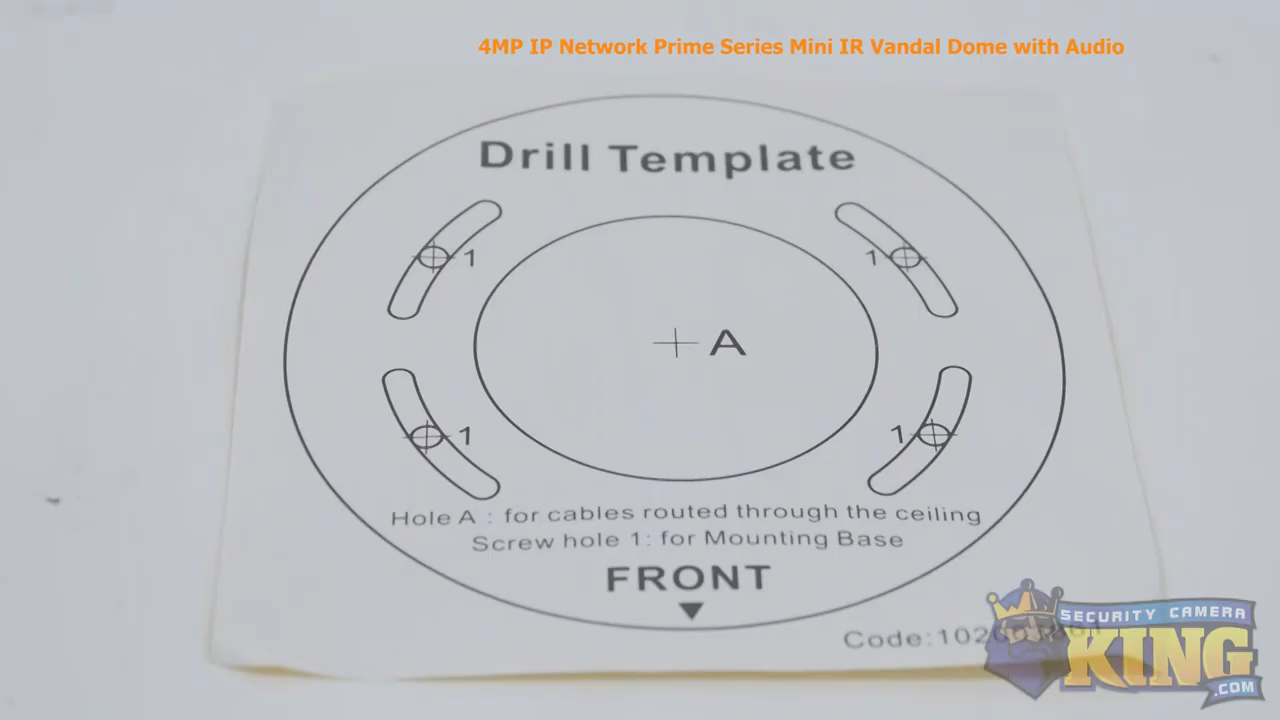 4MP IP Network Prime Series Mini IR Vandal Dome with Audio
Drill Template
1
1
A
1
1
Hole A : for cables routed through the ceiling
Screw hole 1: for Mounting Base
FRONT
Code:
SECURITY CAMERA
KING
.COM